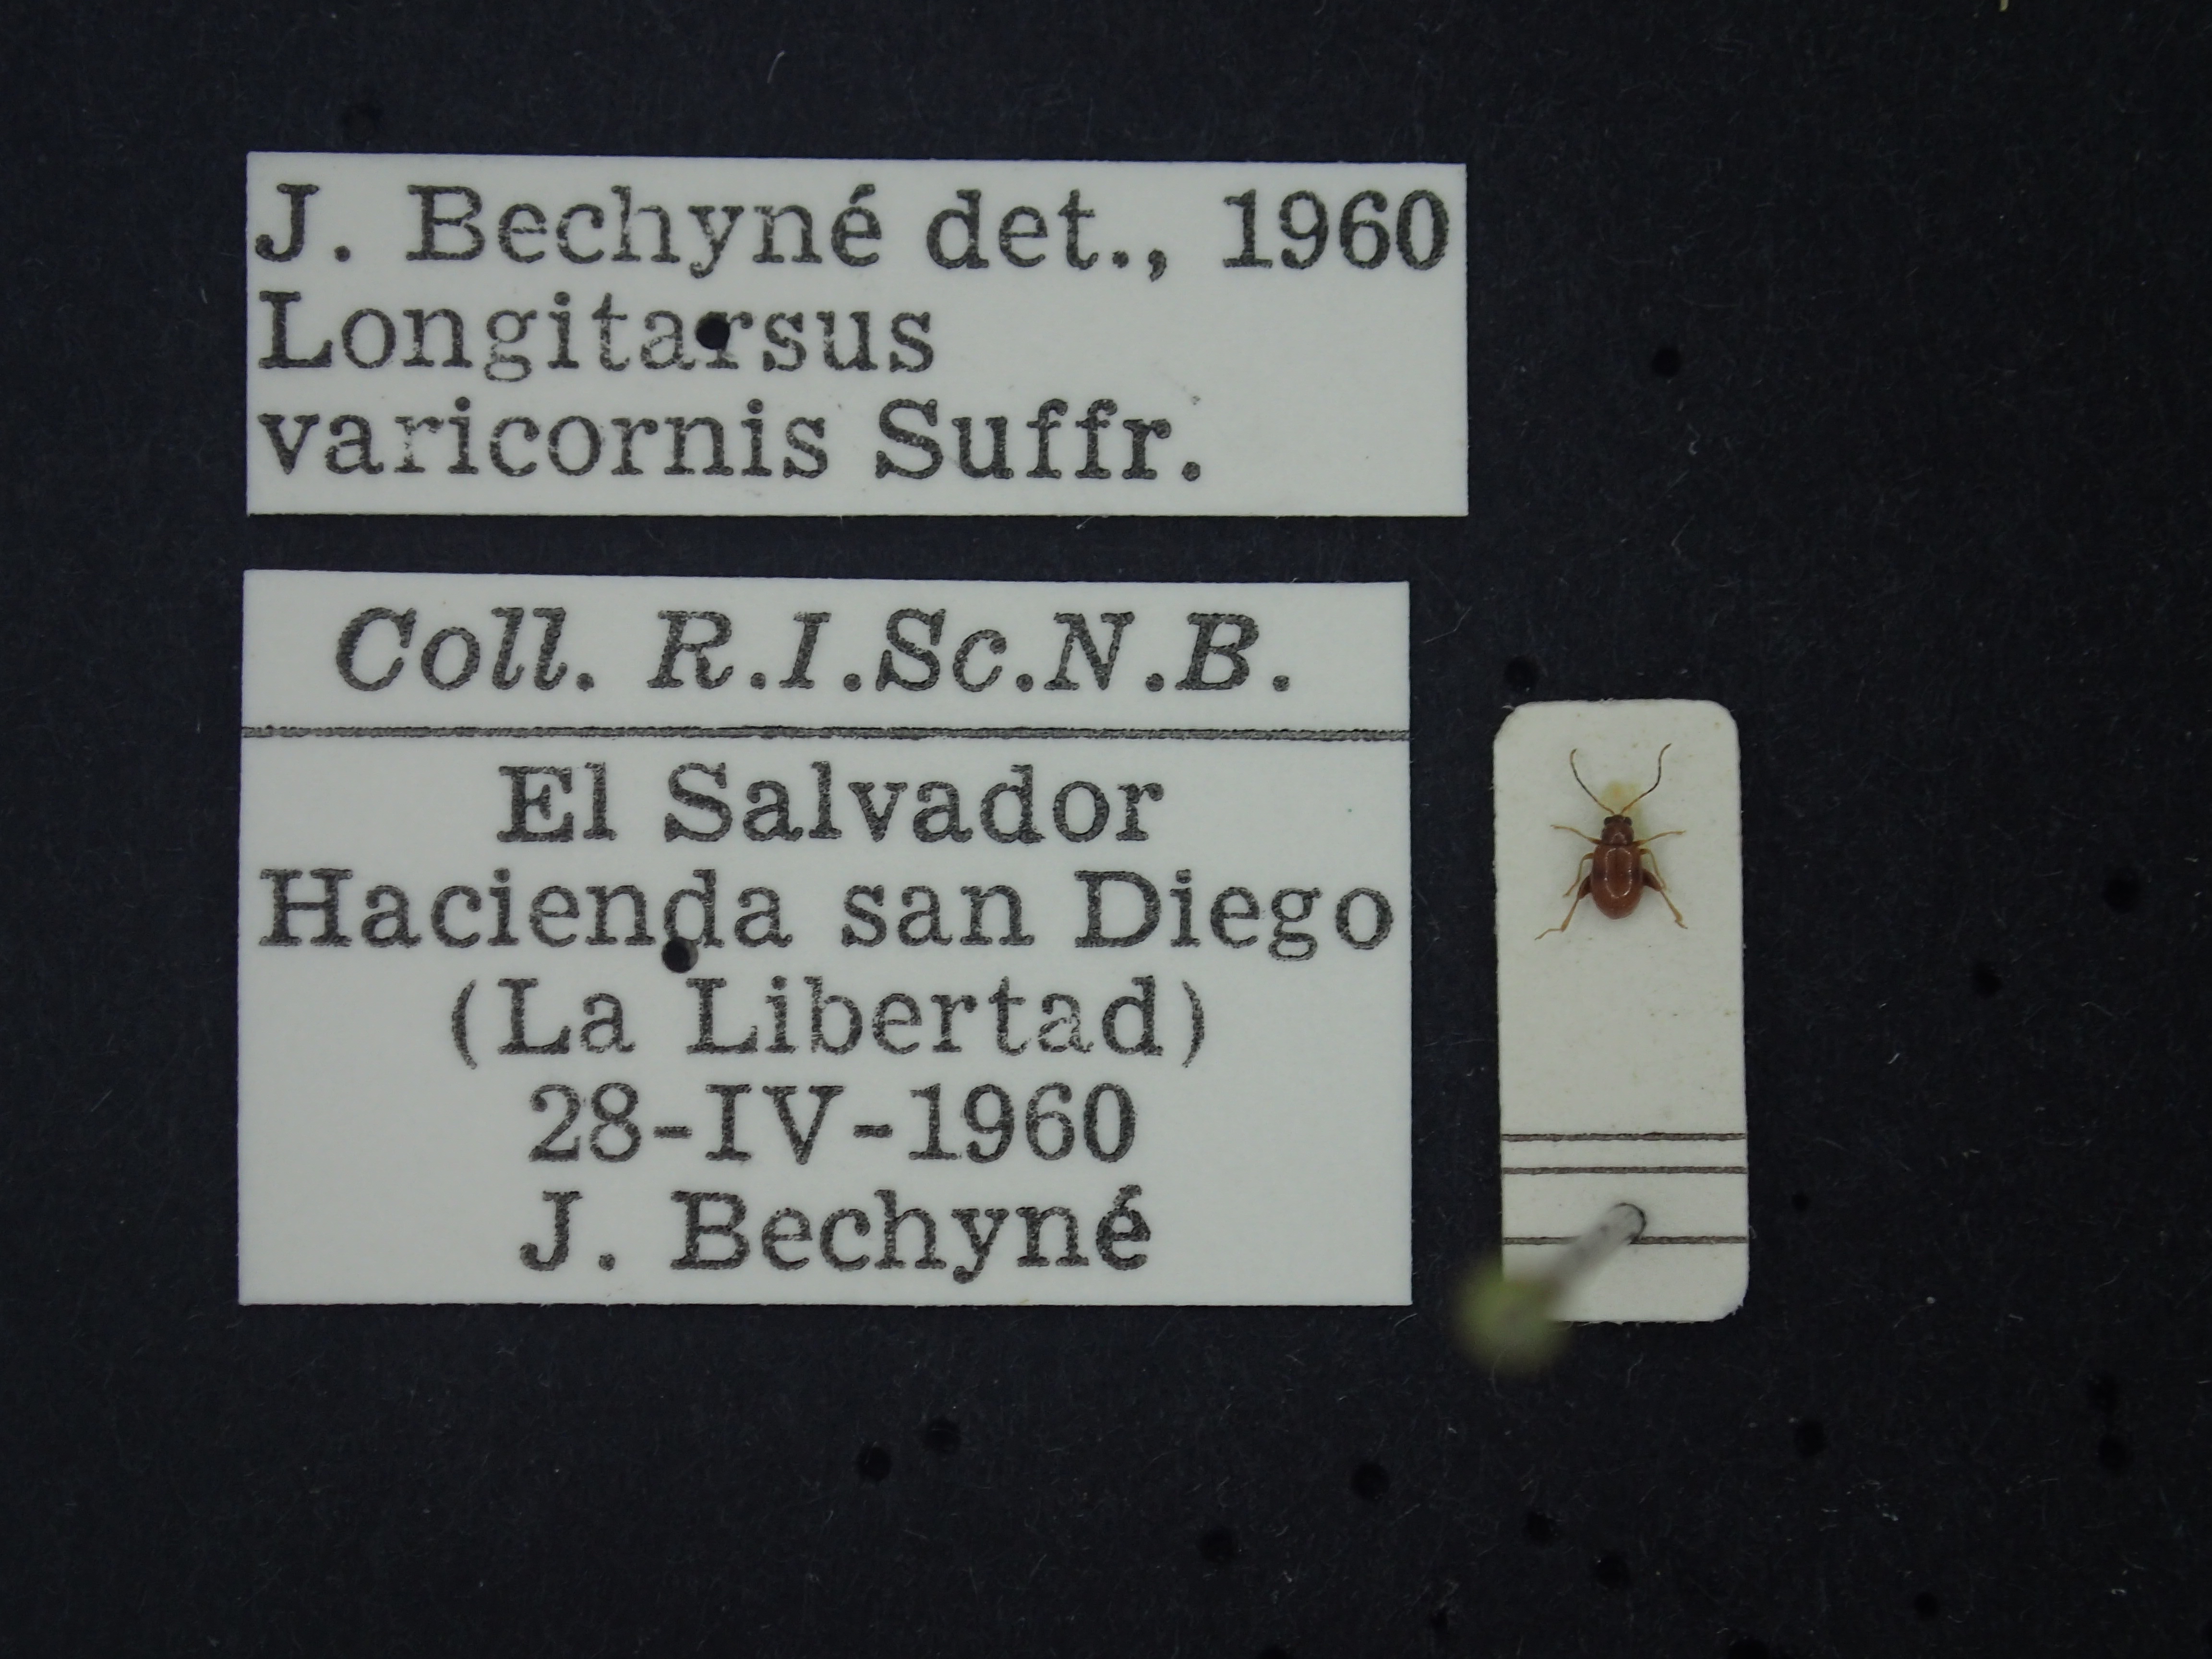 J. Bechyné det., 1960
Longitarsus
varicornis Suffr.
Coll. R.I.Sc.N.B.
El Salvador
Hacienda san Diego
(La Libertad)
28-IV-1960
J. Bechyné